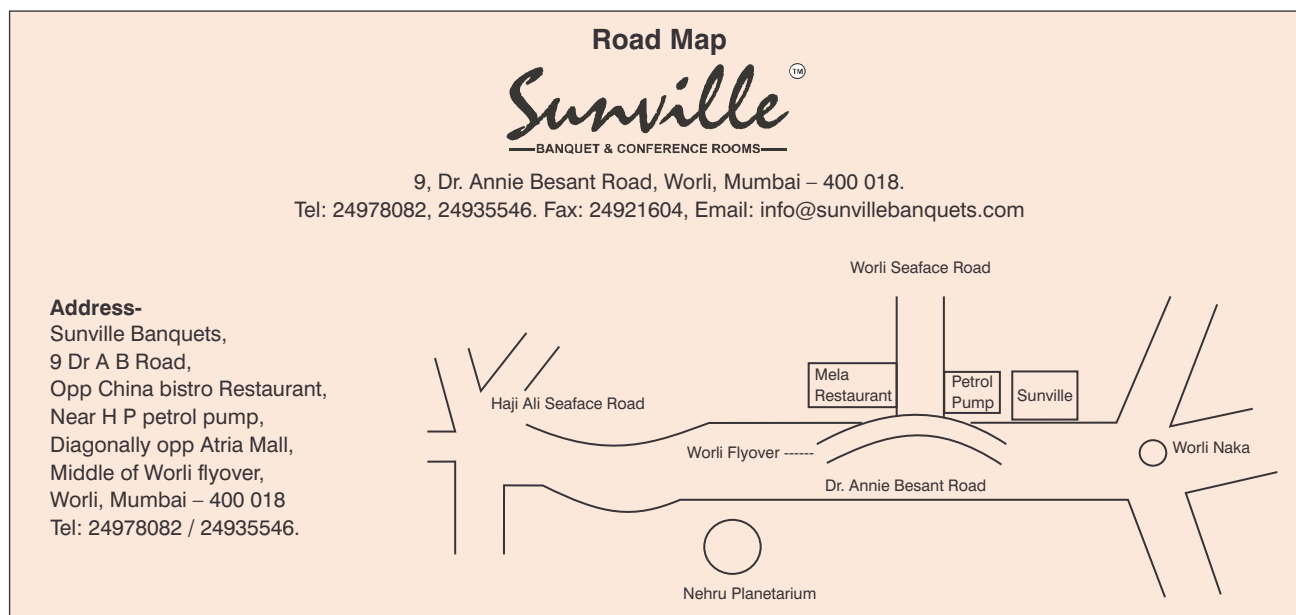 Road Map
Sunville TM
BANQUET & CONFERENCE ROOMS
9, Dr. Annie Besant Road, Worli, Mumbai – 400 018.
Tel: 24978082, 24935546. Fax: 24921604, Email: info@sunvillebanquets.com
Address-
Sunville Banquets,
9 Dr A B Road,
Opp China bistro Restaurant,
Near H P petrol pump,
Diagonally opp Atria Mall,
Middle of Worli flyover,
Worli, Mumbai – 400 018
Tel: 24978082 / 24935546.
Worli Seaface Road
Mela
Restaurant
Petrol
Pump
Sunville
Haji Ali Seaface Road
Worli Flyover ------
Worli Naka
Dr. Annie Besant Road
Nehru Planetarium